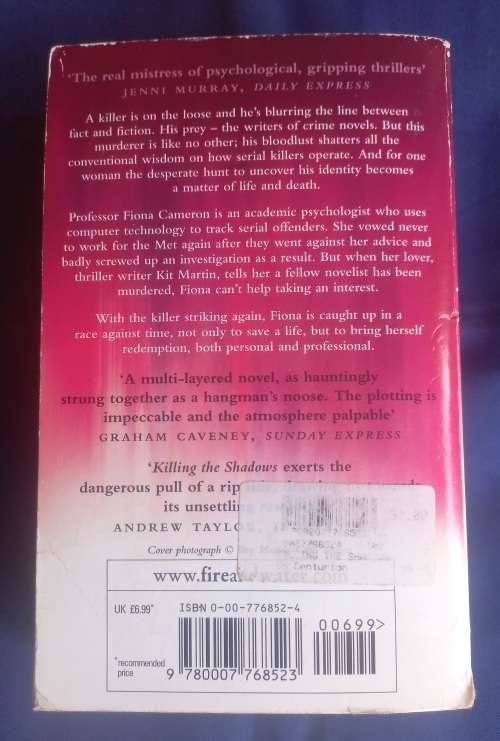 'The real mistress of psychological, gripping thrillers'
JENNI MURRAY, DAILY EXPRESS
A killer is on the loose and he's blurring the line between
fact and fiction. His prey – the writers of crime novels. But this
murderer is like no other; his bloodlust shatters all the
conventional wisdom on how serial killers operate. And for one
woman the desperate hunt to uncover his identity becomes
a matter of life and death.
Professor Fiona Cameron is an academic psychologist who uses
computer technology to track serial offenders. She vowed never
to work for the Met again after they went against her advice and
badly screwed up an investigation as a result. But when her lover,
thriller writer Kit Martin, tells her a fellow novelist has been
murdered, Fiona can't help taking an interest.
With the killer striking again, Fiona is caught up in a
race against time, not only to save a life, but to bring herself
redemption, both personal and professional.
'A multi-layered novel, as hauntingly
strung together as a hangman's noose. The plotting is
impeccable and the atmosphere palpable'
GRAHAM CAVENEY, SUNDAY EXPRESS
'Killing the Shadows exerts the
dangerous pull of a
its
ANDREW
Cover photograph ©
Centurion
UK £6.99*
ISBN 0-00-776852-4
00699>
*recommended
price
9 780007 768523